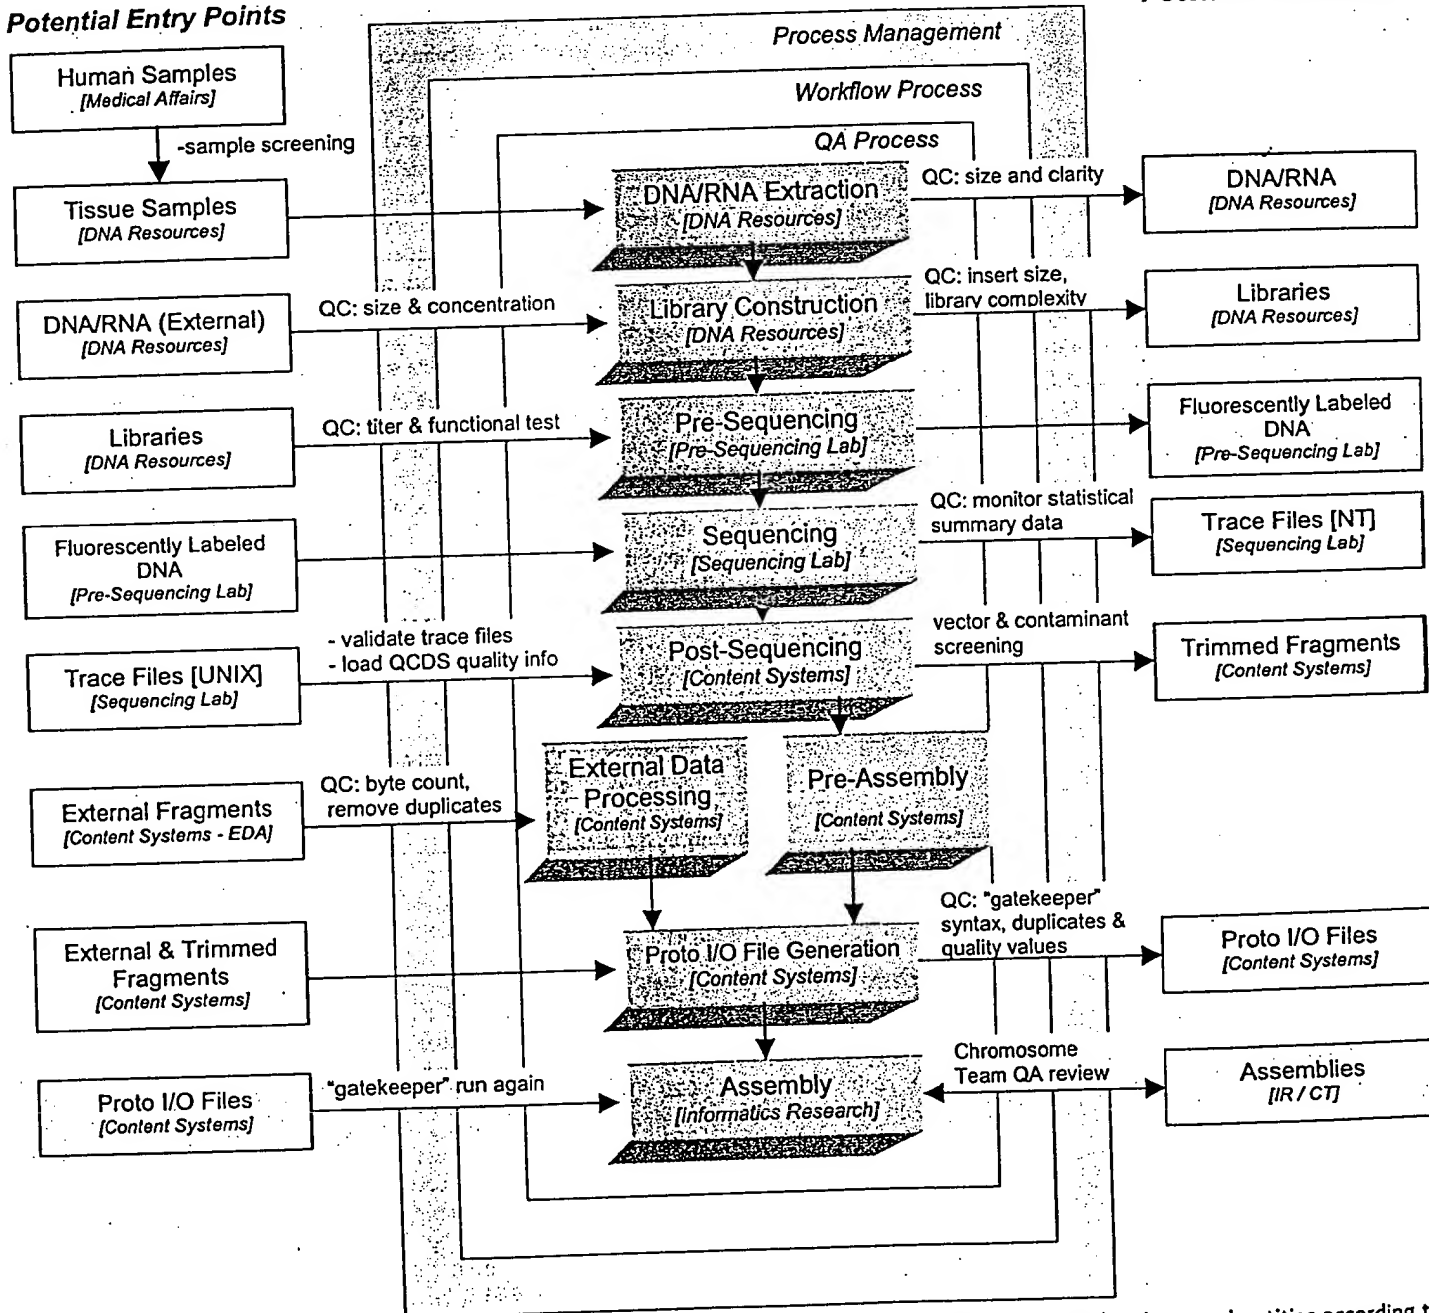 Potential Entry Points
Process Management
Human Samples
[Medical Affairs]
Workflow Process
-sample screening
QA Process
Tissue Samples
[DNA Resources]
DNA/RNA Extraction
[DNA Resources]
QC: size and clarity
DNA/RNA
[DNA Resources]
DNA/RNA (External)
[DNA Resources]
QC: size & concentration
Library Construction
[DNA Resources]
QC: insert size,
library complexity
Libraries
[DNA Resources]
Libraries
[DNA Resources]
QC: titer & functional test
Pre-Sequencing
[Pre-Sequencing Lab]
Fluorescently Labeled
DNA
[Pre-Sequencing Lab]
Fluorescently Labeled
DNA
[Pre-Sequencing Lab]
Sequencing
[Sequencing Lab]
QC: monitor statistical
summary data
Trace Files [NT]
[Sequencing Lab]
Trace Files [UNIX]
[Sequencing Lab]
- validate trace files
- load QCDS quality info
Post-Sequencing
[Content Systems]
vector & contaminant
screening
Trimmed Fragments
[Content Systems]
External Fragments
[Content Systems - EDA]
QC: byte count,
remove duplicates
External Data
Processing
[Content Systems]
Pre-Assembly
[Content Systems]
External & Trimmed
Fragments
[Content Systems]
Proto I/O File Generation
[Content Systems]
QC: "gatekeeper"
syntax, duplicates &
quality values
Proto I/O Files
[Content Systems]
Proto I/O Files
[Content Systems]
"gatekeeper" run again
Assembly
[Informatics Research]
Chromosome
Team QA review
Assemblies
[IR / CT]
according